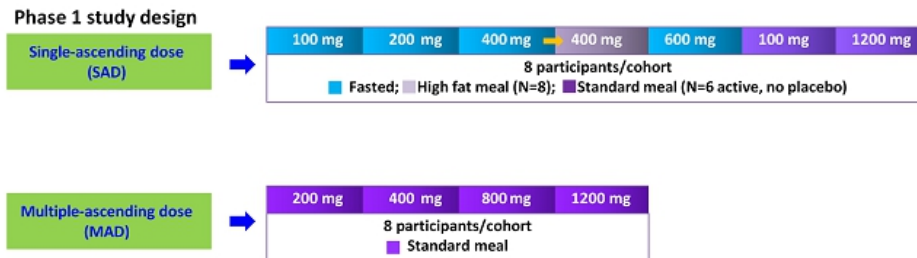 Phase 1 study design
Single-ascending dose
(SAD)
100 mg 200 mg 400 mg 400 mg 600 mg 100 mg 1200 mg
8 participants/cohort
Fasted; High fat meal (N=8); Standard meal (N=6 active, no placebo)
Multiple-ascending dose
(MAD)
200 mg 400 mg 800 mg 1200 mg
8 participants/cohort
Standard meal